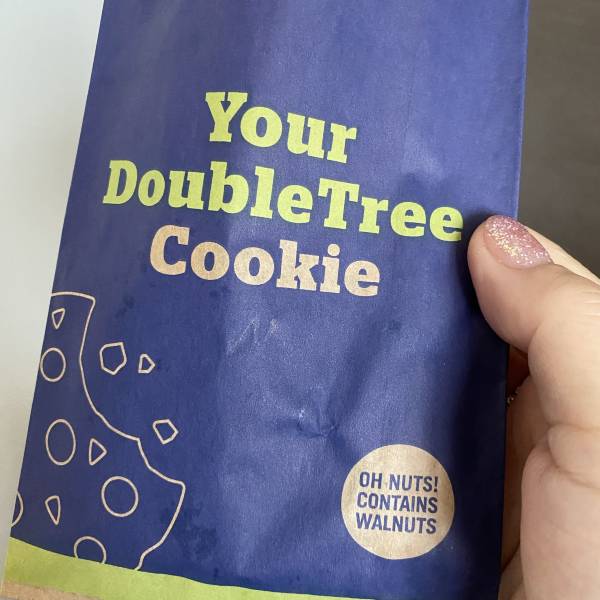 Your
DoubleTree
Cookie
OH NUTS!
CONTAINS
WALNUTS